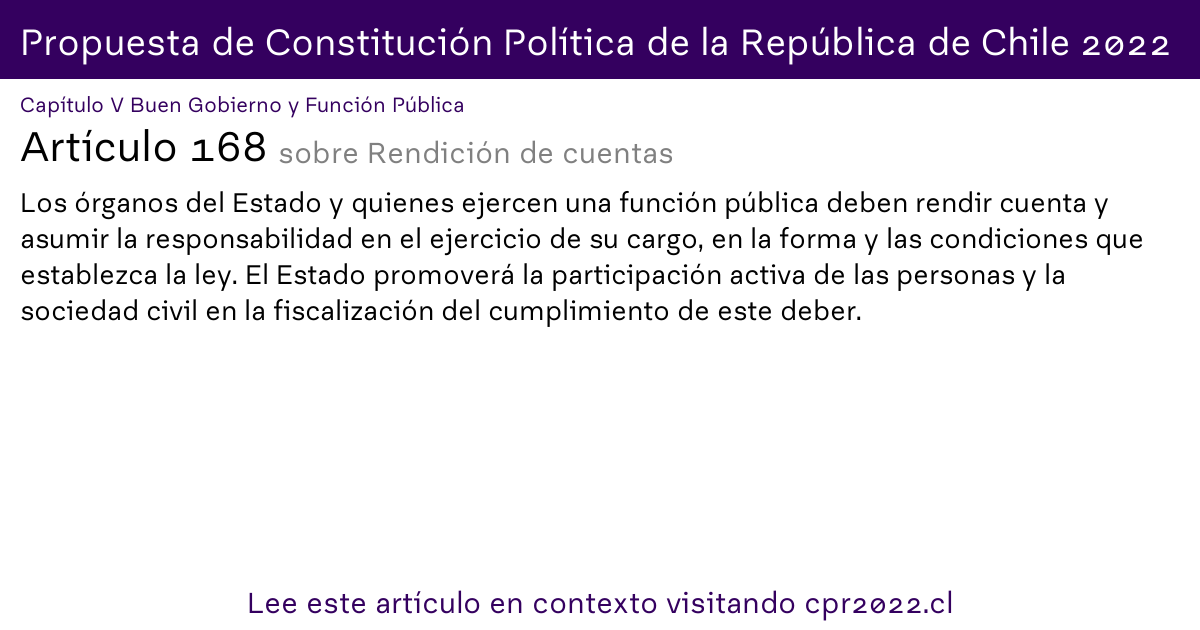 Propuesta de Constitución Política de la República de Chile 2022
Capítulo V Buen Gobierno y Función Pública
Artículo 168 sobre Rendición de cuentas
Los órganos del Estado y quienes ejercen una función pública deben rendir cuenta y
asumir la responsabilidad en el ejercicio de su cargo, en la forma y las condiciones que
establezca la ley. El Estado promoverá la participación activa de las personas y la
sociedad civil en la fiscalización del cumplimiento de este deber.
Lee este artículo en contexto visitando cpr2022.cl